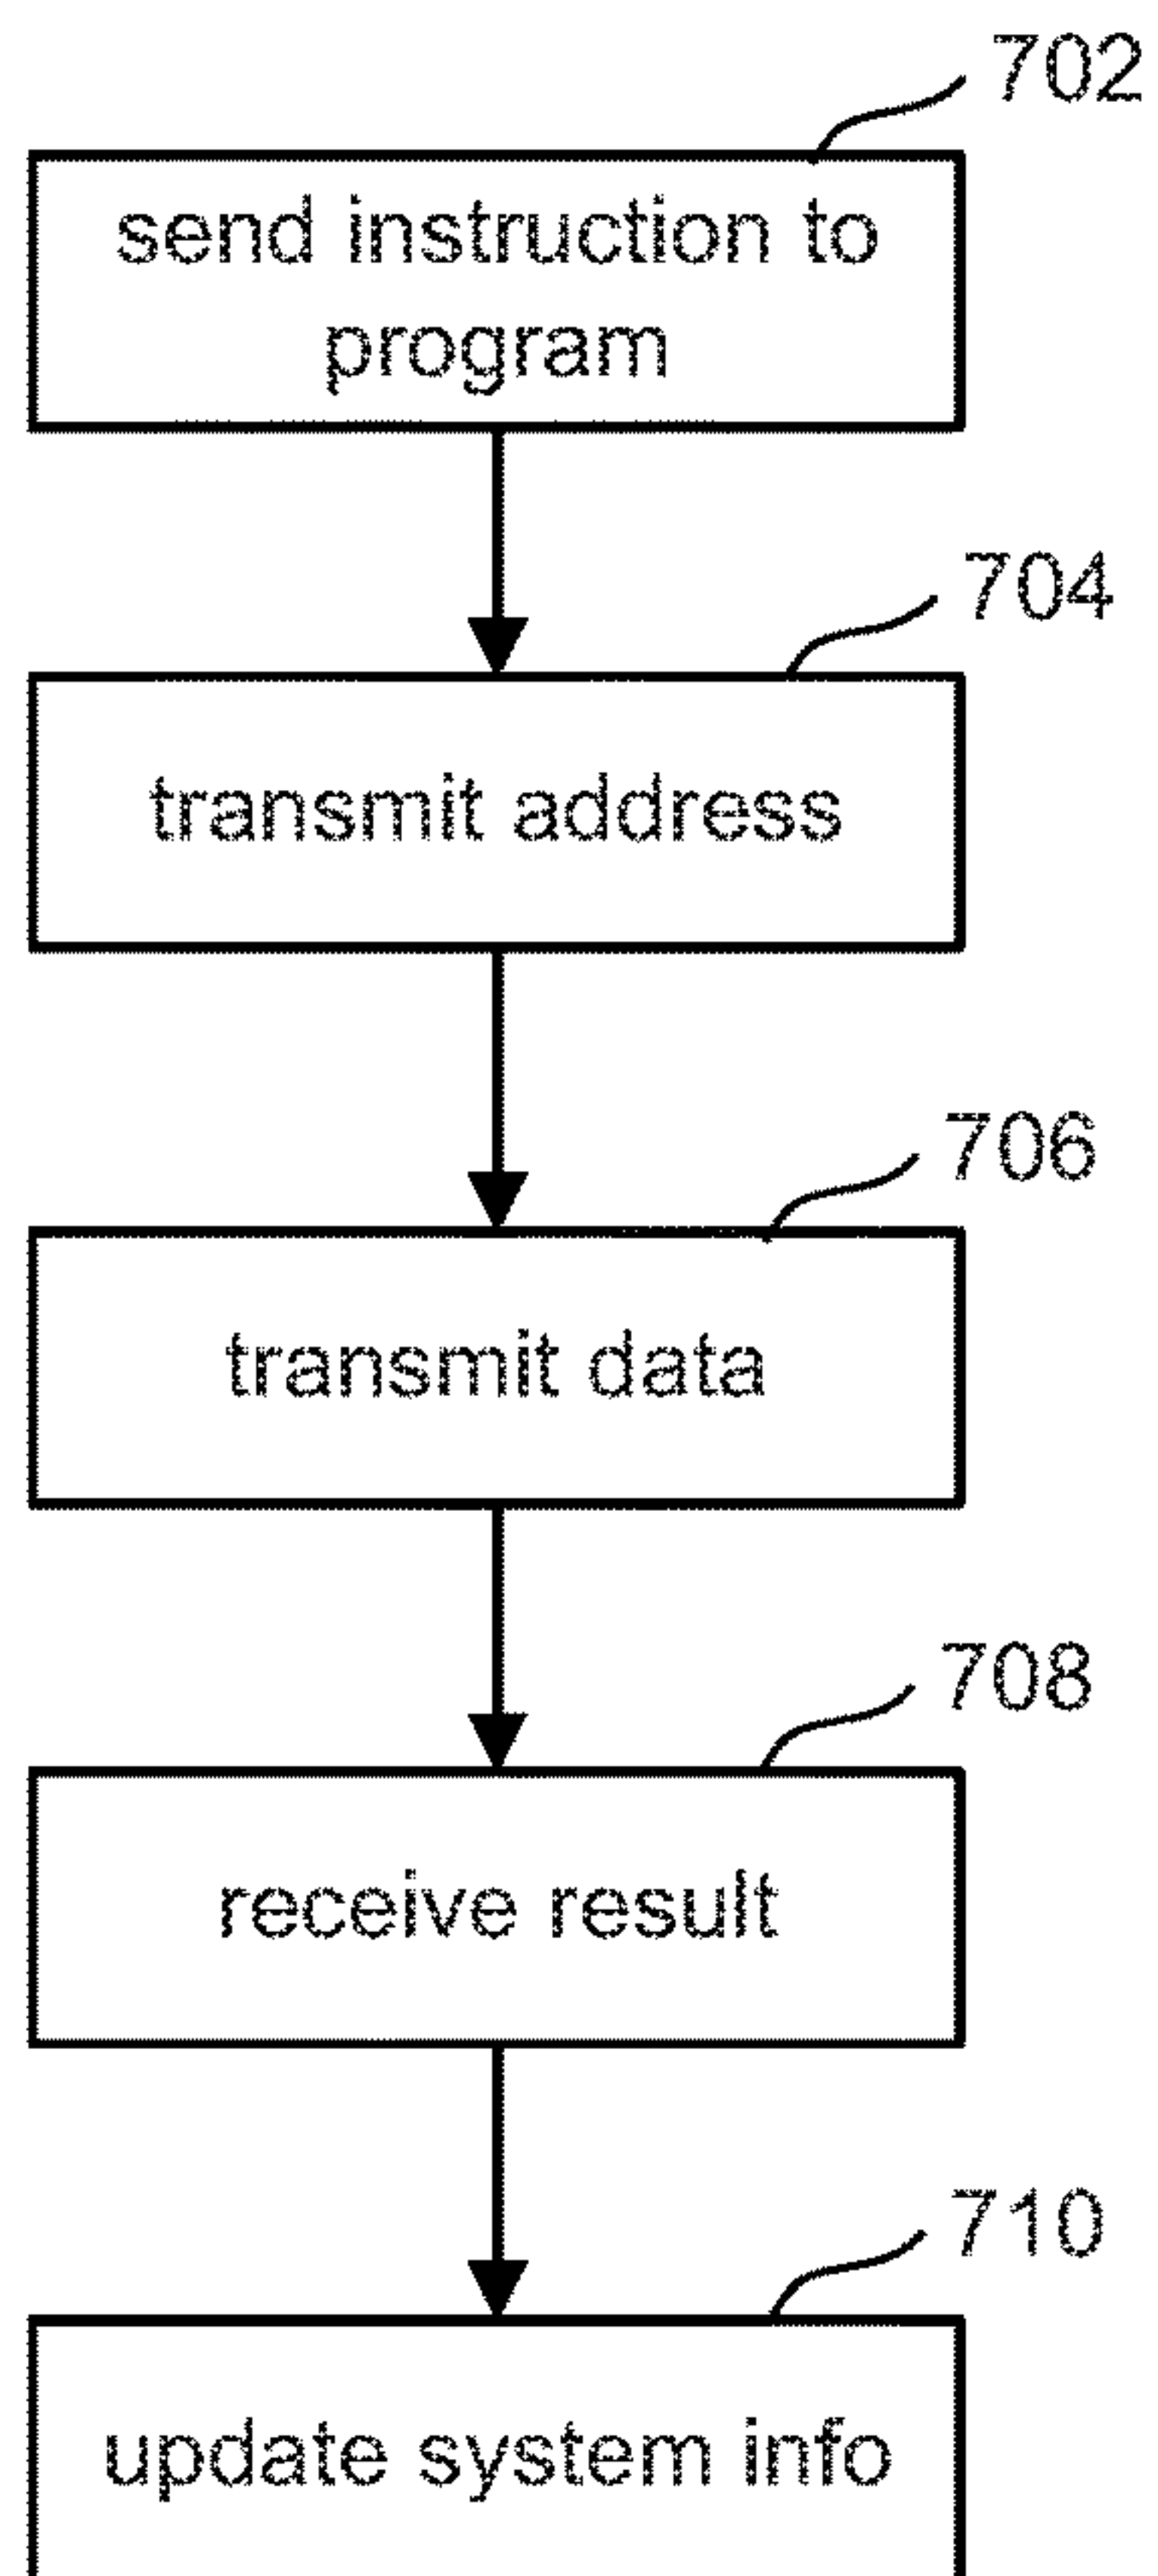 702
send instruction to
program
704
transmit address
706
transmit data
708
receive result
710
update system info